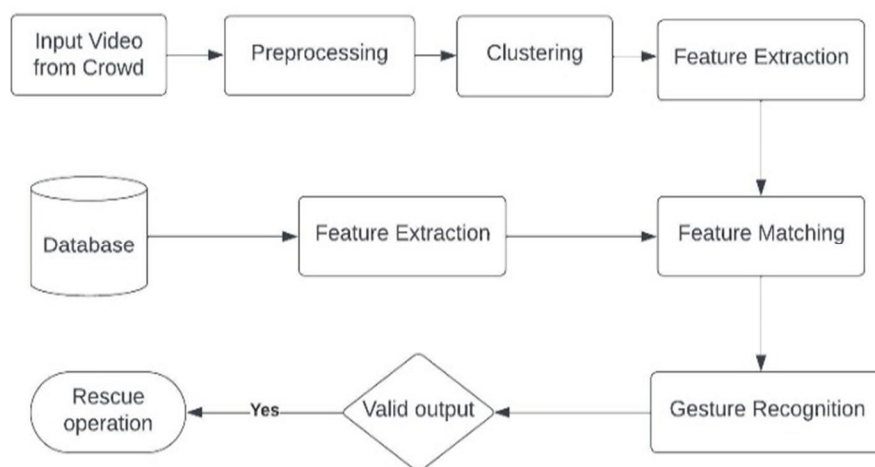 Input Video
from Crowd
Preprocessing
Clustering
Feature Extraction
Database
Feature Extraction
Feature Matching
Rescue
operation
Yes
Valid output
Gesture Recognition